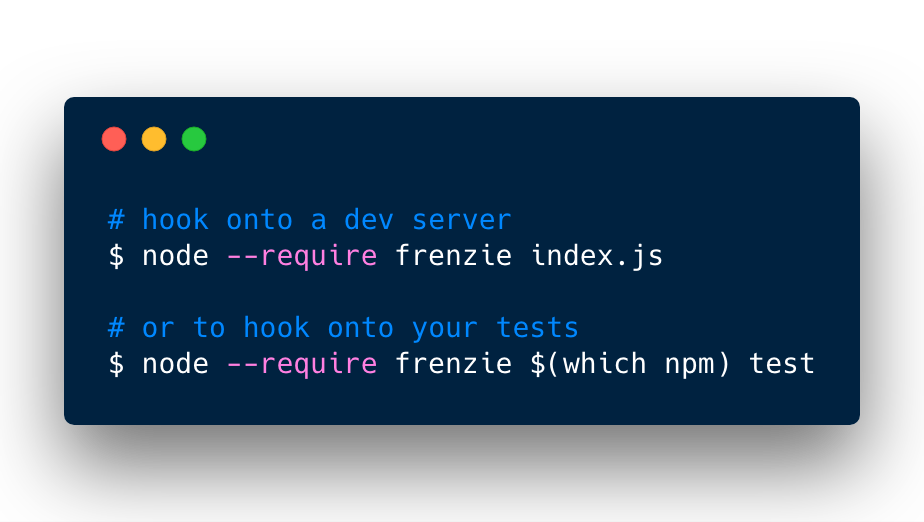 # hook onto a dev server
$ node --require frenzie index.js
# or to hook onto your tests
$ node --require frenzie $(which npm) test